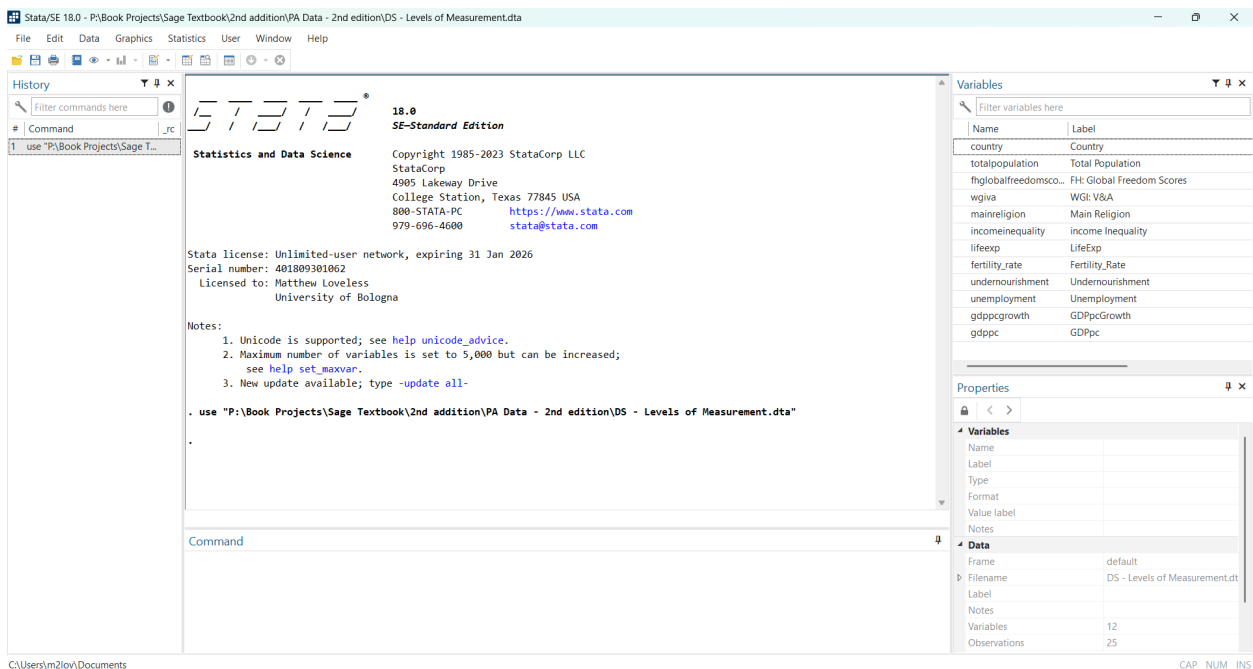 Stata/SE 18.0 - P:\Book Projects\Sage Textbook\2nd addition\PA Data - 2nd edition\DS - Levels of Measurement.dta
File Edit Data Graphics Statistics User Window Help
History
Filter commands here
# Command _rc
1 use "P:\Book Projects\Sage T...
®
18.0
SE—Standard Edition
Statistics and Data Science Copyright 1985-2023 StataCorp LLC
StataCorp
4905 Lakeway Drive
College Station, Texas 77845 USA
800-STATA-PC https://www.stata.com
979-696-4600 stata@stata.com
Stata license: Unlimited-user network, expiring 31 Jan 2026
Serial number: 401809301062
Licensed to: Matthew Loveless
University of Bologna
Notes:
1. Unicode is supported; see help unicode_advice.
2. Maximum number of variables is set to 5,000 but can be increased;
see help set_maxvar.
3. New update available; type -update all-
. use "P:\Book Projects\Sage Textbook\2nd addition\PA Data - 2nd edition\DS - Levels of Measurement.dta"
.
Command
Variables
Filter variables here
Name Label
country Country
totalpopulation Total Population
fhglobalfreedomsco... FH: Global Freedom Scores
wgiva WGI: V&A
mainreligion Main Religion
incomeinequality income Inequality
lifeexp LifeExp
fertility_rate Fertility_Rate
undernourishment Undernourishment
unemployment Unemployment
gdppcgrowth GDPpcGrowth
gdppc GDPpc
Properties
Variables
Name
Label
Type
Format
Value label
Notes
Data
Frame default
Filename DS - Levels of Measurement.dt
Label
Notes
Variables 12
Observations 25
C:\Users\m2lov\Documents
CAP NUM INS